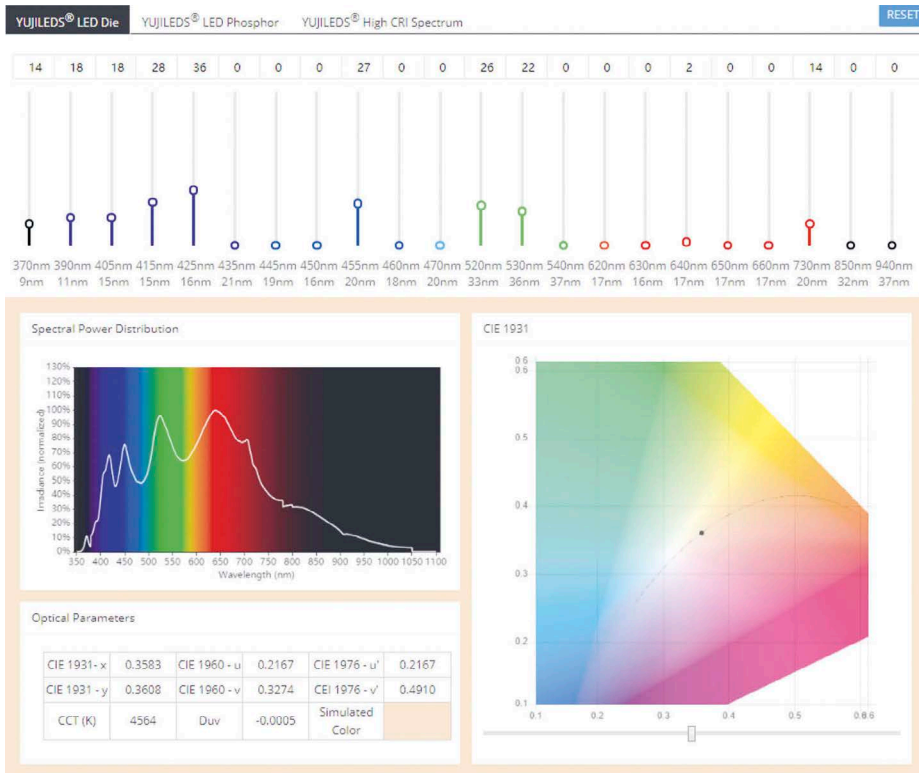 YUJILEDS® LED Die YUJILEDS® LED Phosphor YUJILEDS® High CRI Spectrum RESET
14 18 18 28 36 0 0 0 27 0 0 26 22 0 0 0 2 0 0 14 0 0
370nm 390nm 405nm 415nm 425nm 435nm 445nm 450nm 455nm 460nm 470nm 520nm 530nm 540nm 620nm 630nm 640nm 650nm 660nm 730nm 850nm 940nm
9nm 11nm 15nm 15nm 16nm 21nm 19nm 16nm 20nm 18nm 20nm 33nm 36nm 37nm 17nm 16nm 17nm 17nm 17nm 20nm 32nm 37nm
Spectral Power Distribution
130%
120%
110%
100%
90%
80%
70%
60%
50%
40%
30%
20%
10%
0%
Irradiance (normalized)
350 400 450 500 550 600 650 700 750 800 850 900 950 1000 1050 1100
Wavelength (nm)
CIE 1931
0.6
0.6
0.5
0.4
0.3
0.2
0.1
0.1 0.2 0.3 0.4 0.5 0.6 0.6
Optical Parameters
CIE 1931- x 0.3583 CIE 1960 - u 0.2167 CIE 1976 - u' 0.2167
CIE 1931 - y 0.3608 CIE 1960 - v 0.3274 CEI 1976 - v' 0.4910
CCT (K) 4564 Duv -0.0005 Simulated
Color